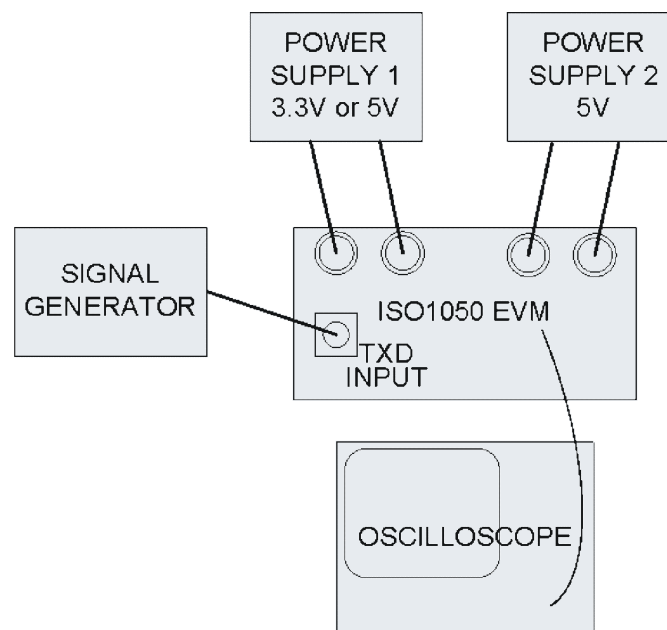 POWER
SUPPLY 1
3.3V or 5V
POWER
SUPPLY 2
5V
SIGNAL
GENERATOR
ISO1050 EVM
TXD
INPUT
OSCILLOSCOPE